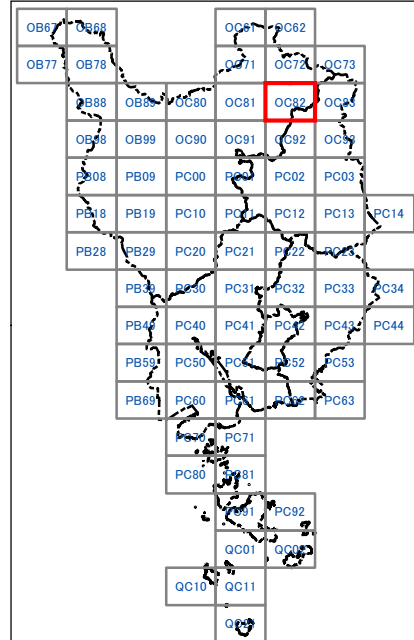 OB67 OB68 OC61 OC62
OB77 OB78 OC71 OC72 OC73
OB88 OB89 OC80 OC81 OC82 OC83
OB98 OB99 OC90 OC91 OC92 OC93
PB08 PB09 PC00 PC01 PC02 PC03
PB18 PB19 PC10 PC11 PC12 PC13 PC14
PB28 PB29 PC20 PC21 PC22 PC23
PB39 PC30 PC31 PC32 PC33 PC34
PB49 PC40 PC41 PC42 PC43 PC44
PB59 PC50 PC51 PC52 PC53
PB69 PC60 PC61 PC62 PC63
PC70 PC71
PC80 PC81
PC91 PC92
QC01 QC02
QC10 QC11
QC21